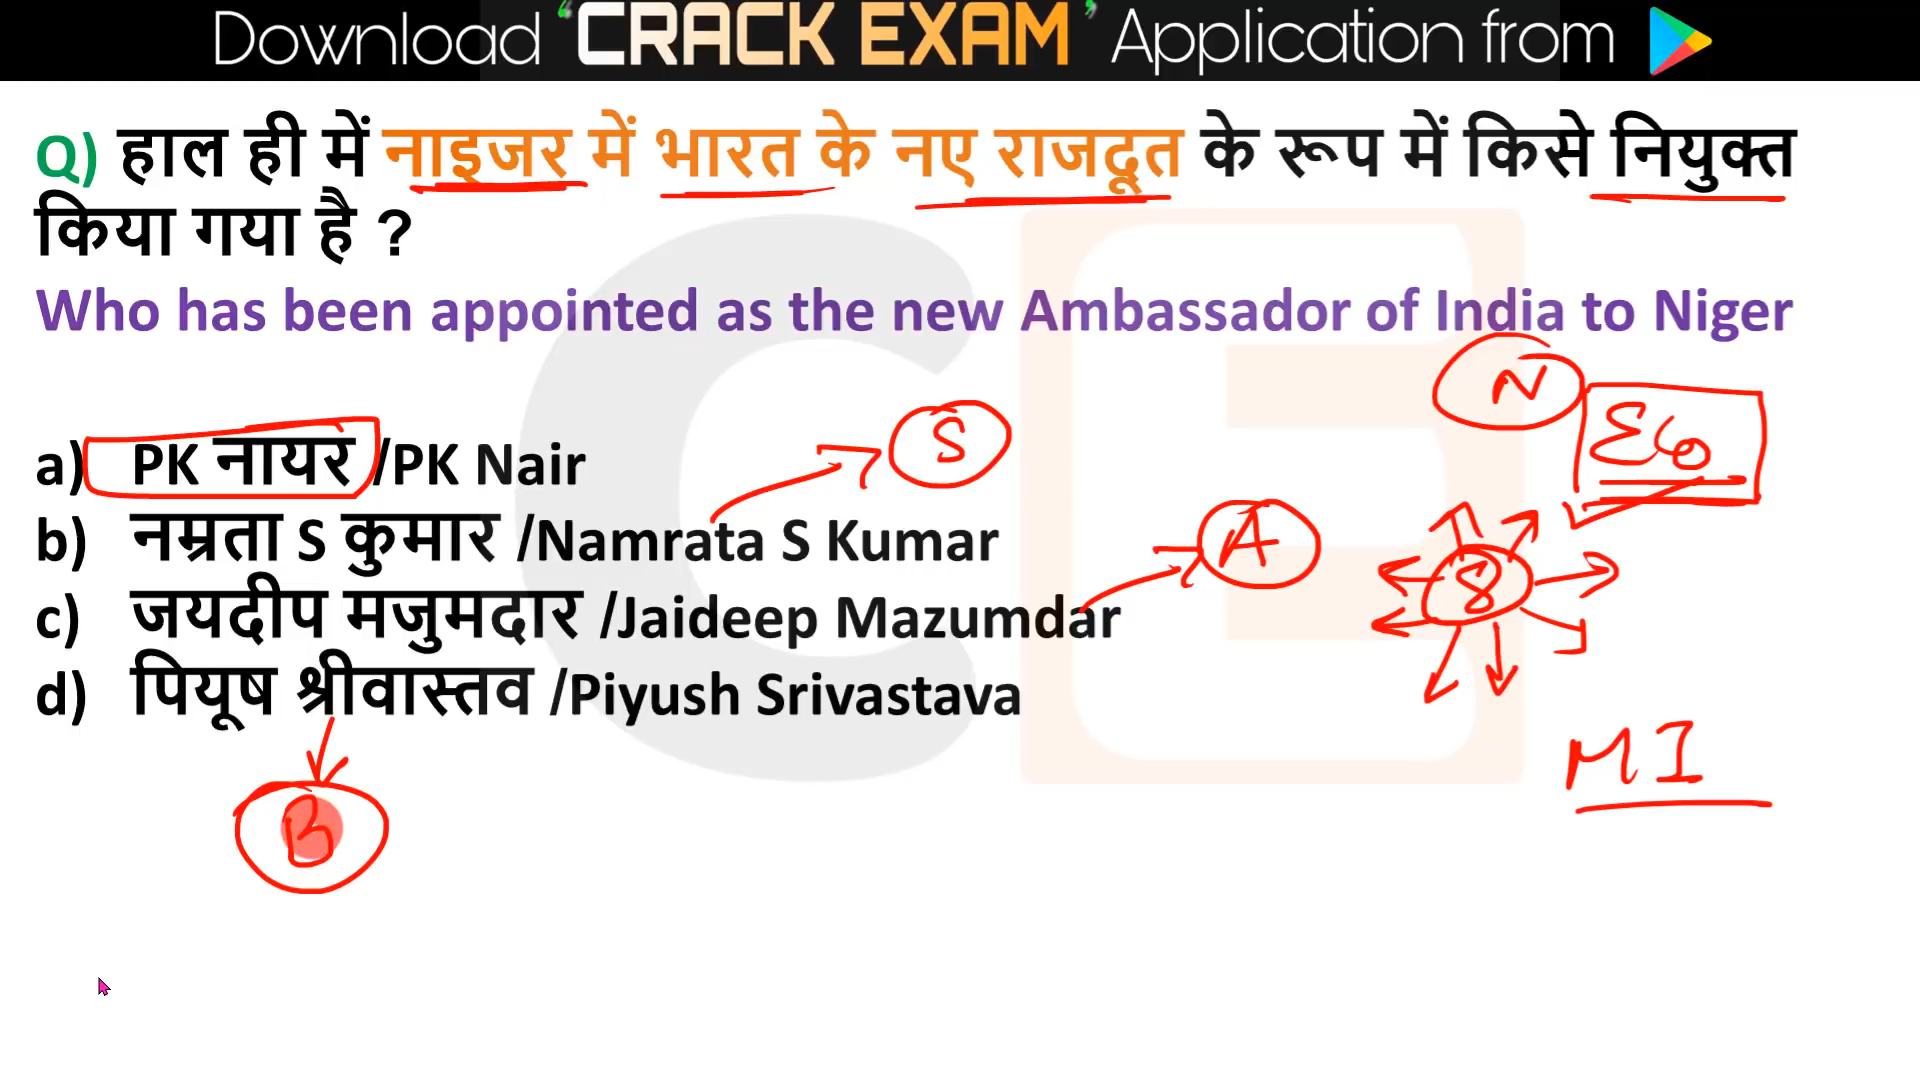 Download ‘CRACK EXAM’ Application from
Q) हाल ही में नाइजर में भारत के नए राजदूत के रूप में किसे नियुक्त
किया गया है ?
Who has been appointed as the new Ambassador of India to Niger
N
S
a) PK नायर /PK Nair
A
b) नम्रता S कुमार /Namrata S Kumar
8
c) जयदीप मजुमदार /Jaideep Mazumdar
d) पियूष श्रीवास्तव /Piyush Srivastava
MI
B